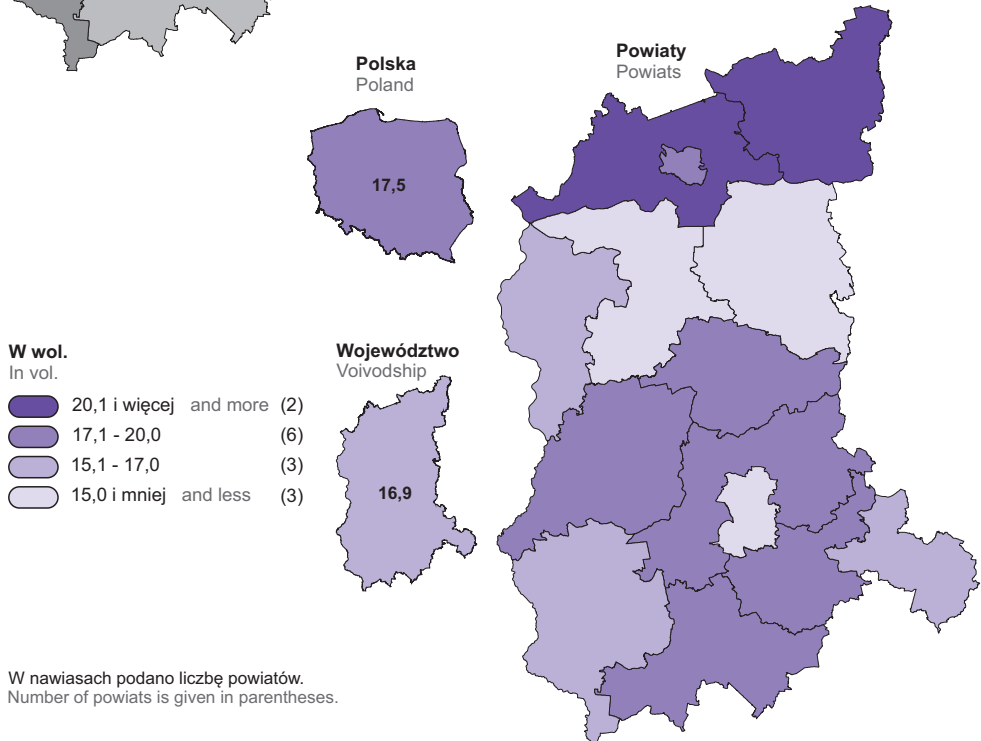 Polska
Poland
17,5
Powiaty
Powiats
W wol.
In vol.
20,1 i więcej and more (2)
17,1 - 20,0 (6)
15,1 - 17,0 (3)
15,0 i mniej and less (3)
Województwo
Voivodship
16,9
W nawiasach podano liczbę powiatów.
Number of powiats is given in parentheses.